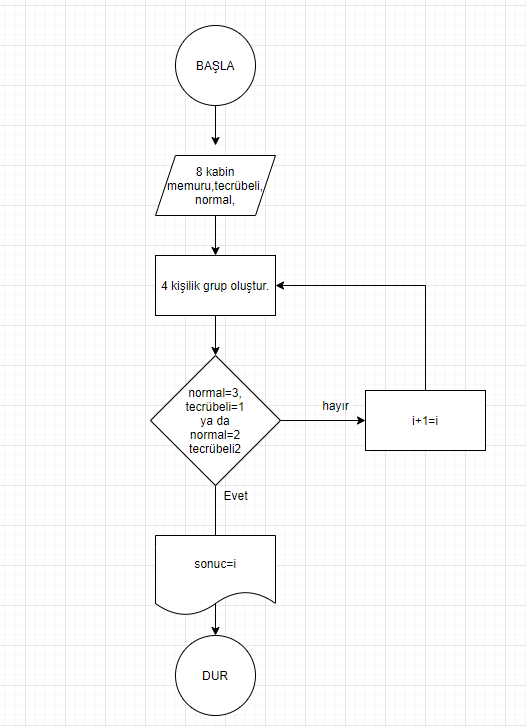 BAŞLA
8 kabin
memuru,tecrübeli,
normal,
4 kişilik grup oluştur.
normal=3,
tecrübeli=1
ya da
normal=2
tecrübeli2
hayır
i+1=i
Evet
sonuc=i
DUR